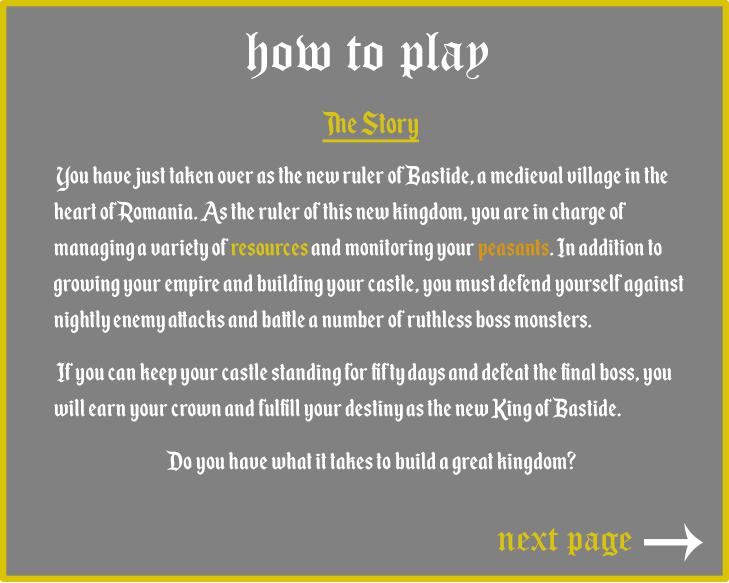 how to play
The Story
You have just taken over as the new ruler of Bastide, a medieval village in the
heart of Romania. As the ruler of this new kingdom, you are in charge of
managing a variety of resources and monitoring your peasants. In addition to
growing your empire and building your castle, you must defend yourself against
nightly enemy attacks and battle a number of ruthless boss monsters.
If you can keep your castle standing for fifty days and defeat the final boss, you
will earn your crown and fulfill your destiny as the new King of Bastide.
Do you have what it takes to build a great kingdom?
next page